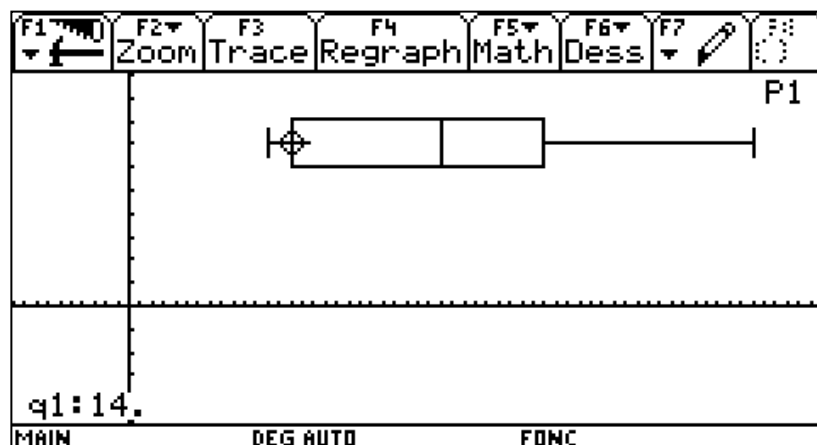 F1 F2 F3 F4 F5 F6 F7 F8
Zoom Trace Regraph Math Dess
P1
q1:14.
MAIN DEG AUTO FONC